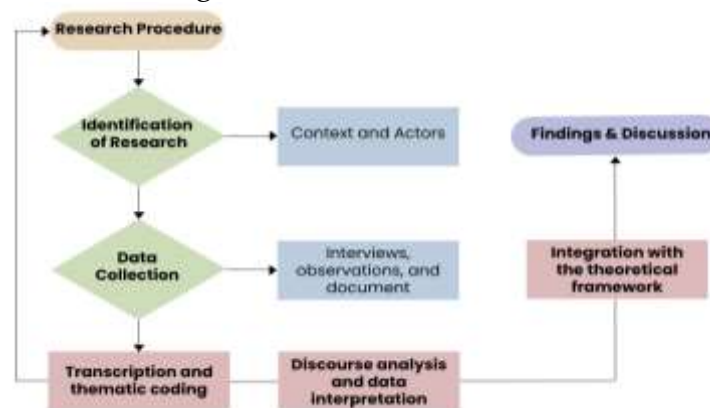 Research Procedure
Identification
of Research
Context and Actors
Findings & Discussion
Data
Collection
Interviews,
observations, and
document
Integration with
the theoretical
framework
Transcription and
thematic coding
Discourse analysis
and data
interpretation